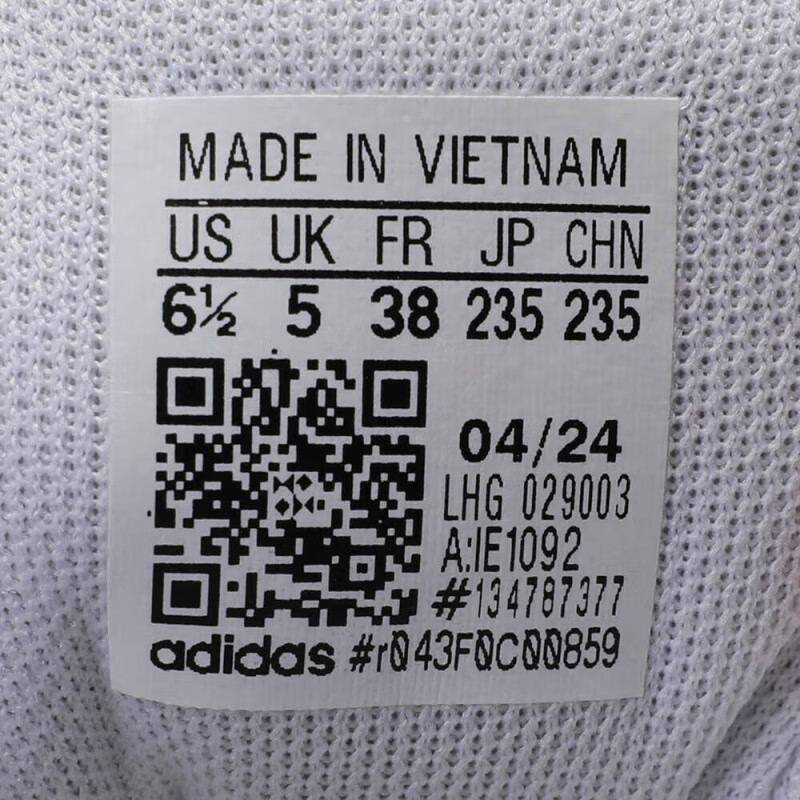 MADE IN VIETNAM
US UK FR JP CHN
6½ 5 38 235 235
04/24
LHG 029003
A:IE1092
#134787377
adidas #r043F0C00859